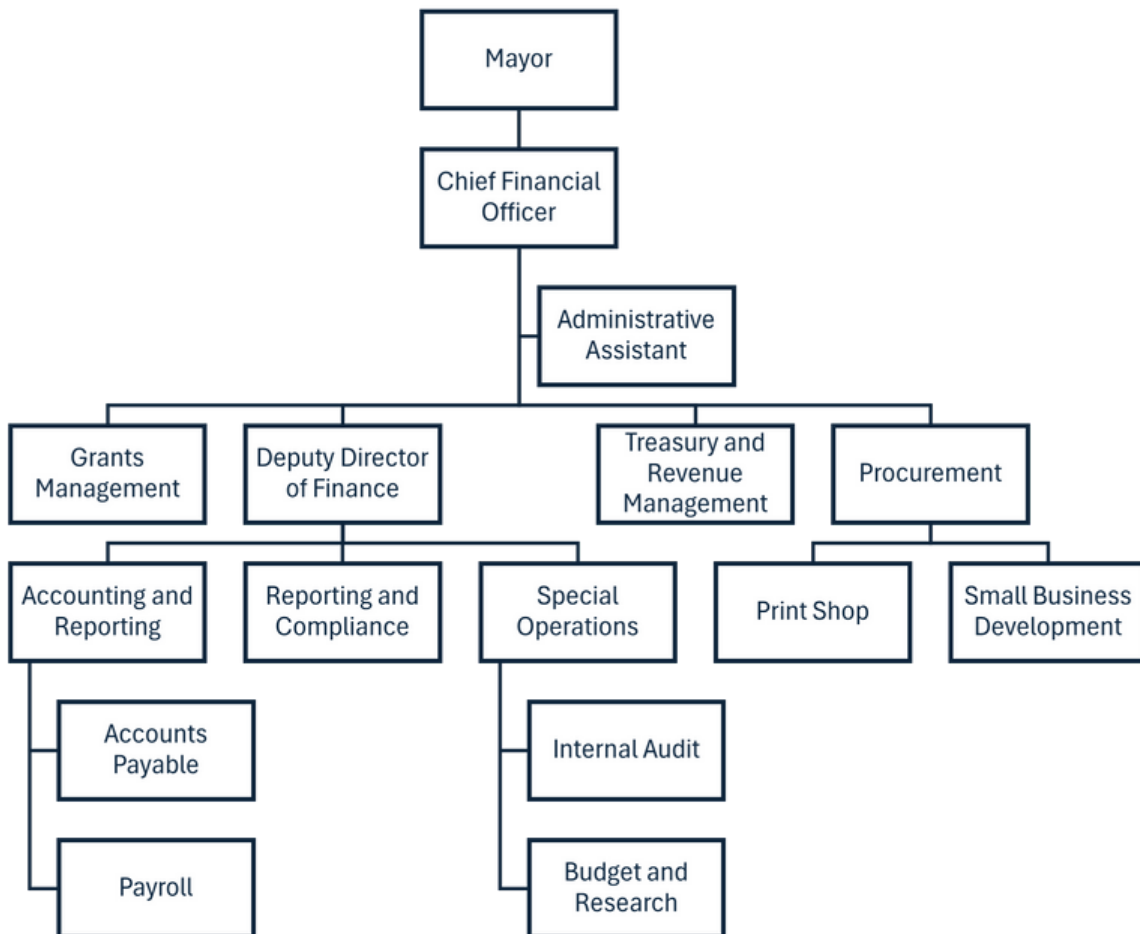 Mayor
Chief Financial
Officer
Administrative
Assistant
Grants
Management
Deputy Director
of Finance
Treasury and
Revenue
Management
Procurement
Accounting and
Reporting
Reporting and
Compliance
Special
Operations
Print Shop
Small Business
Development
Accounts
Payable
Internal Audit
Payroll
Budget and
Research